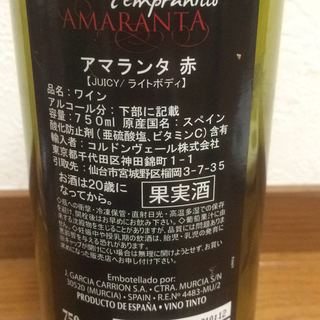 Tempranillo
AMARANTA
アマランタ 赤
【JUICY/ライトボディ】
品名：ワイン
アルコール分：下部に記載
容量：750ml 原産国名：スペイン
酸化防止剤(亜硫酸塩、ビタミンC)含有
輸入者：コルドンヴェール株式会社
東京都千代田区神田錦町1-1
引取先：仙台市宮城野区榴岡3-7-35
お酒は20歳に
なってから。
果実酒
J. GARCIA CARRION S.A. - CTRA. MURCIA S/N
30520 (MURCIA) - SPAIN - R.E.Nº 4483-MU/2
PRODUCTO DE ESPAÑA - VINO TINTO
Embotellado por: